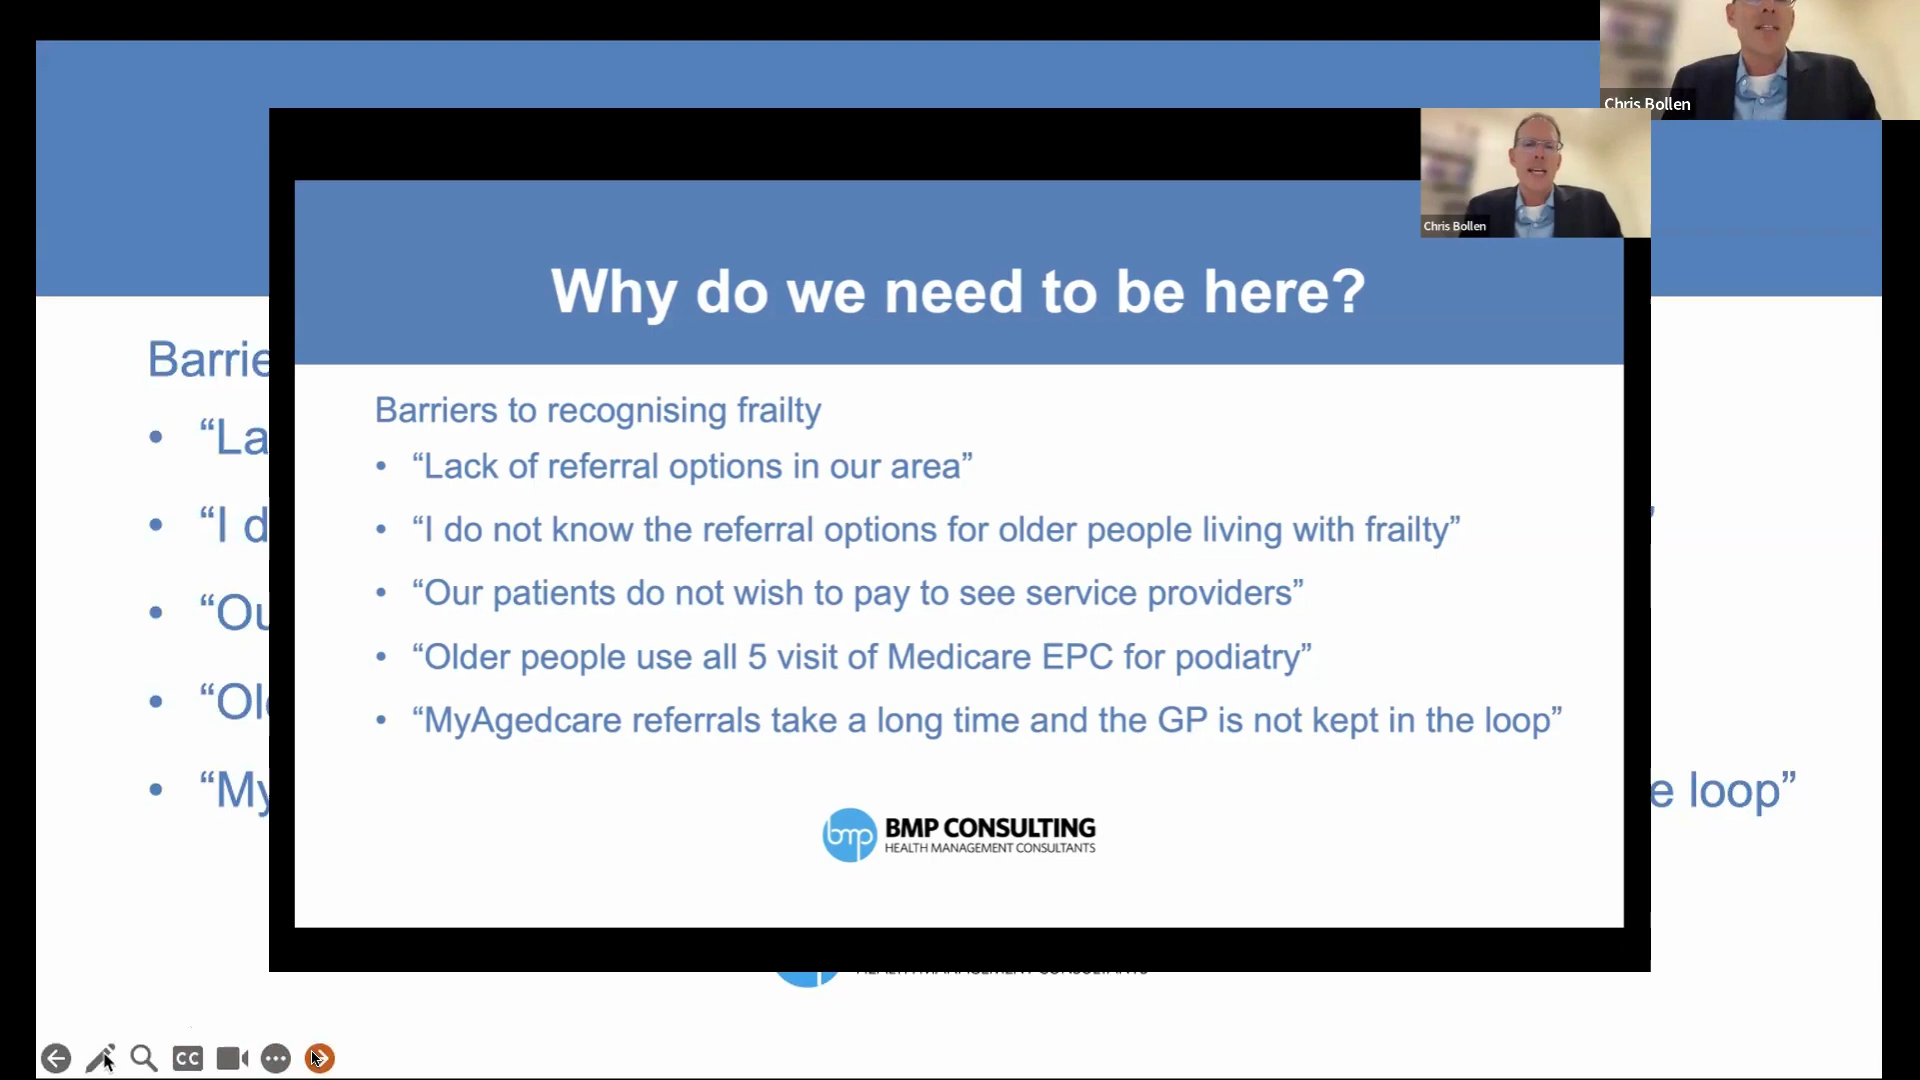 Chris Bollen
Chris Bollen
Why do we need to be here?
Barrie
Barriers to recognising frailty
• “La
• “Lack of referral options in our area”
• “I d
• “I do not know the referral options for older people living with frailty”
”
• “Ou
• “Our patients do not wish to pay to see service providers”
• “Ol
• “Older people use all 5 visit of Medicare EPC for podiatry”
• “My
• “MyAgedcare referrals take a long time and the GP is not kept in the loop”
e loop”
bmp
BMP CONSULTING
HEALTH MANAGEMENT CONSULTANTS
CC